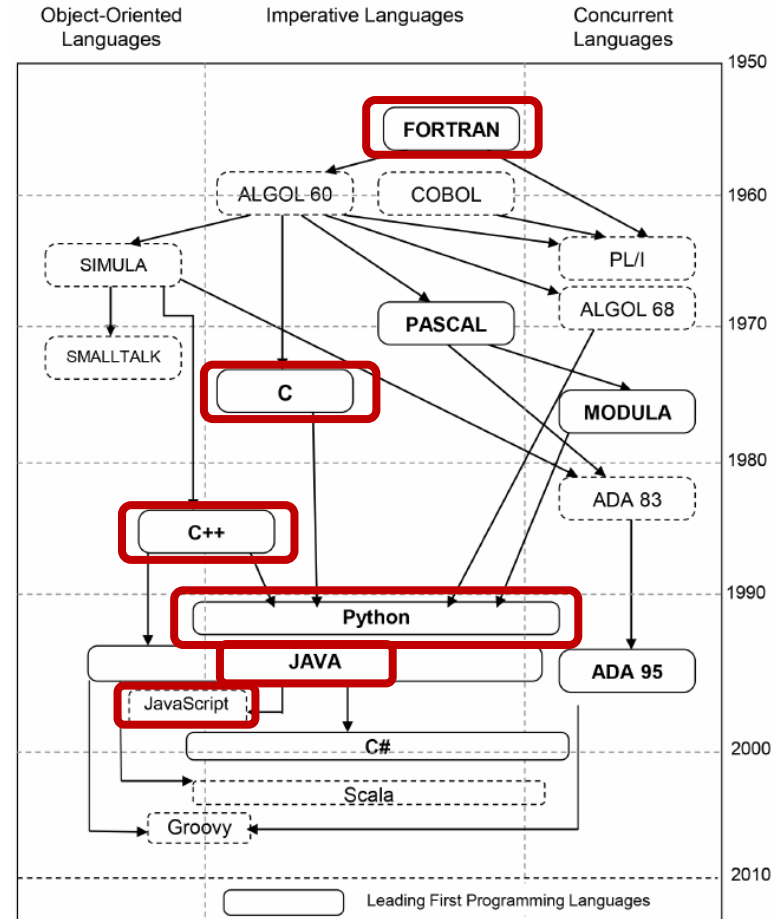 Object-Oriented
Languages
Imperative Languages
Concurrent
Languages
1950
FORTRAN
ALGOL 60
COBOL
1960
SIMULA
PL/I
ALGOL 68
PASCAL
1970
SMALLTALK
C
MODULA
1980
ADA 83
C++
1990
Python
JAVA
ADA 95
JavaScript
C#
2000
Scala
Groovy
2010
Leading First Programming Languages